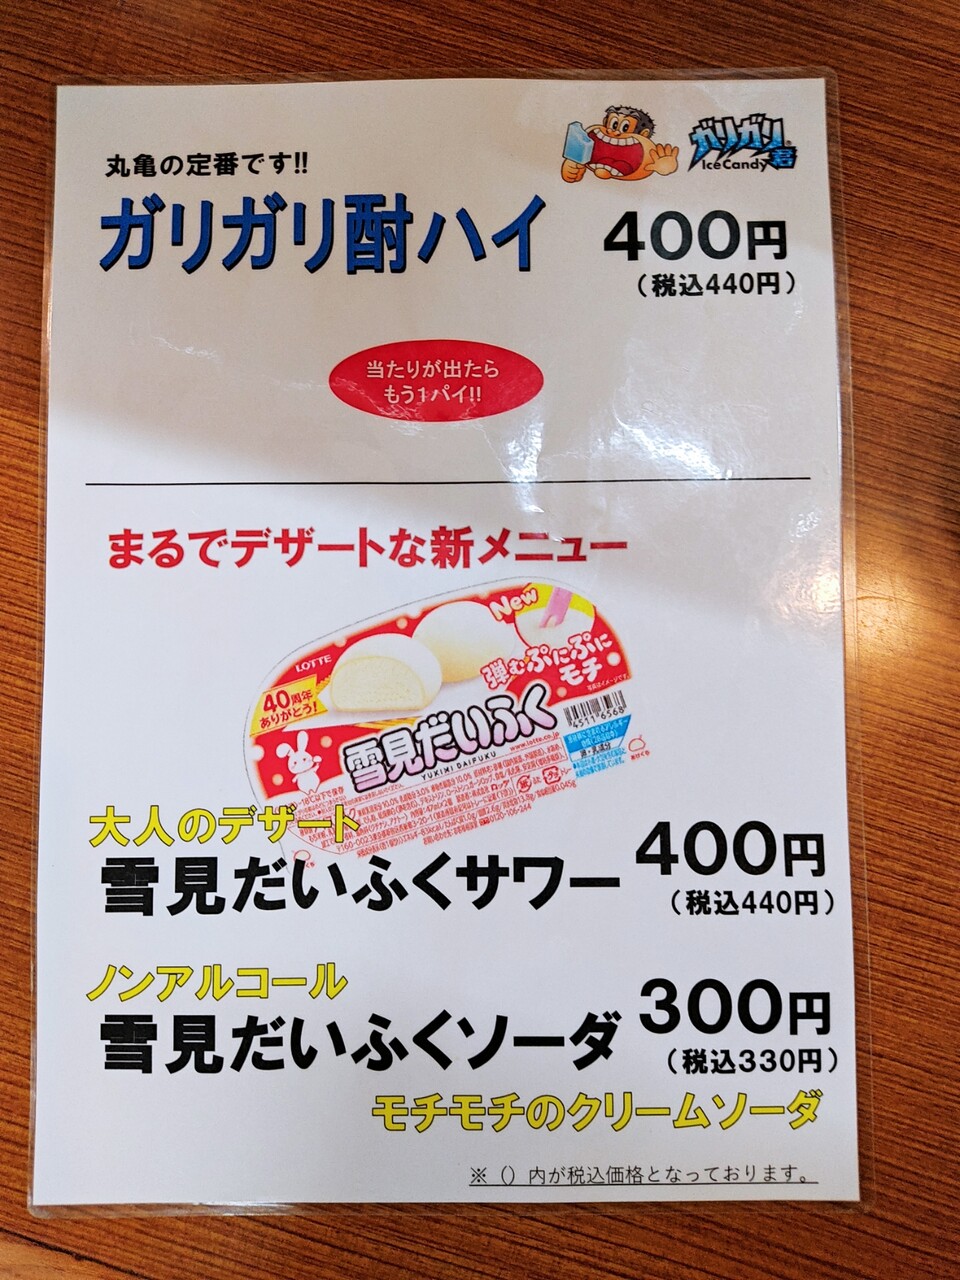 丸亀の定番です!!
ガリガリ君
Ice Candy
ガリガリ酎ハイ
400円
(税込440円)
当たりが出たら
もう1パイ!!
まるでデザートな新メニュー
New
LOTTE
弾むぷにぷに
モチ
40周年
ありがとう!
雪見だいふく
YUKIMI DAIFUKU
www.lotte.co.jp
大人のデザート
雪見だいふくサワー
400円
(税込440円)
ノンアルコール
雪見だいふくソーダ
300円
(税込330円)
モチモチのクリームソーダ
※（）内が税込価格となっております。